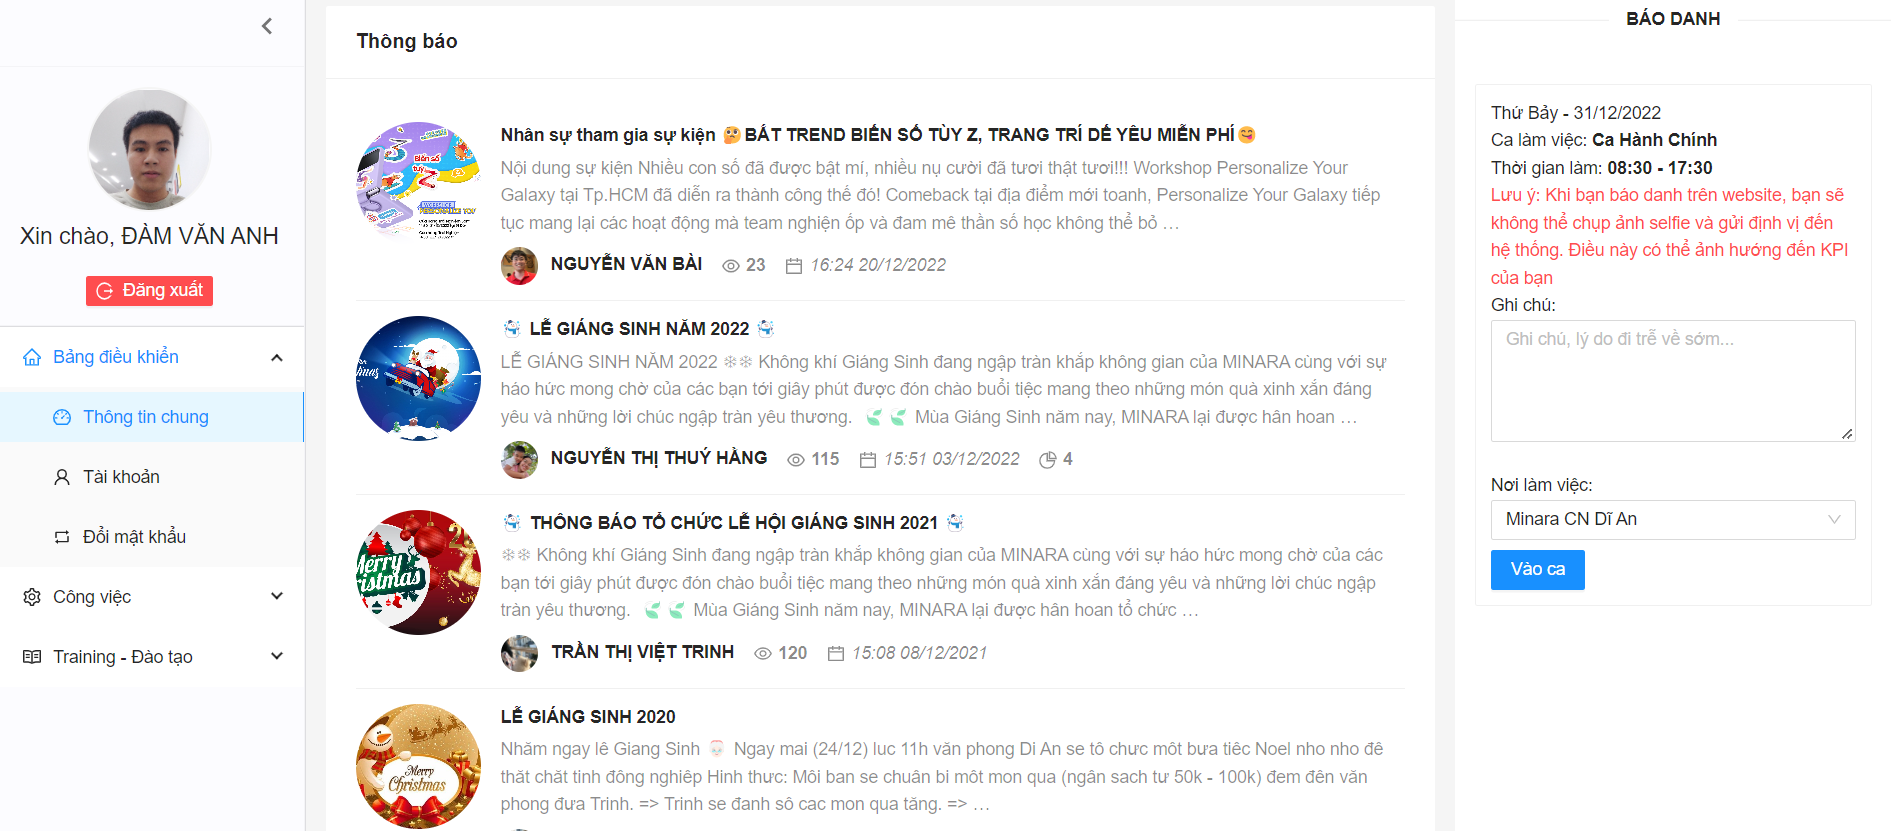 Xin chào, ĐÀM VĂN ANH
Đăng xuất
Bảng điều khiển
Thông tin chung
Tài khoản
Đổi mật khẩu
Công việc
Training - Đào tạo
Thông báo
Nhân sự tham gia sự kiện 🤔BẮT TREND BIẾN SỐ TÙY Z, TRANG TRÍ DẾ YÊU MIỄN PHÍ😋
Nội dung sự kiện Nhiều con số đã được bật mí, nhiều nụ cười đã tươi thật tươi!!! Workshop Personalize Your
Galaxy tại Tp.HCM đã diễn ra thành công thế đó! Comeback tại địa điểm mới toanh, Personalize Your Galaxy tiếp
tục mang lại các hoạt động mà team nghiện ốp và đam mê thần số học không thể bỏ …
NGUYỄN VĂN BÀI 23 16:24 20/12/2022
☃️ LỄ GIÁNG SINH NĂM 2022 ☃️
LỄ GIÁNG SINH NĂM 2022 ❄❄ Không khí Giáng Sinh đang ngập tràn khắp không gian của MINARA cùng với sự
háo hức mong chờ của các bạn tới giây phút được đón chào buổi tiệc mang theo những món quà xinh xắn đáng
yêu và những lời chúc ngập tràn yêu thương. 🍃🍃 Mùa Giáng Sinh năm nay, MINARA lại được hân hoan …
NGUYỄN THỊ THUÝ HẰNG 115 15:51 03/12/2022 4
Merry
ristmas
☃️ THÔNG BÁO TỔ CHỨC LỄ HỘI GIÁNG SINH 2021 ☃️
❄❄ Không khí Giáng Sinh đang ngập tràn khắp không gian của MINARA cùng với sự háo hức mong chờ của các
bạn tới giây phút được đón chào buổi tiệc mang theo những món quà xinh xắn đáng yêu và những lời chúc ngập
tràn yêu thương. 🍃🍃 Mùa Giáng Sinh năm nay, MINARA lại được hân hoan tổ chức …
TRẦN THỊ VIỆT TRINH 120 15:08 08/12/2021
Merry
Christmas
LỄ GIÁNG SINH 2020
Nhăm ngay lê Giang Sinh 🎅 Ngay mai (24/12) luc 11h văn phong Di An se tô chưc môt bưa tiêc Noel nho nho đê
thăt chăt tinh đông nghiêp Hinh thưc: Môi ban se chuân bi môt mon qua (ngân sach tư 50k - 100k) đem đên văn
phong đưa Trinh. => Trinh se đanh sô cac mon qua tăng. => …
BÁO DANH
Thứ Bảy - 31/12/2022
Ca làm việc: Ca Hành Chính
Thời gian làm: 08:30 - 17:30
Lưu ý: Khi bạn báo danh trên website, bạn sẽ
không thể chụp ảnh selfie và gửi định vị đến
hệ thống. Điều này có thể ảnh hướng đến KPI
của bạn
Ghi chú:
Ghi chú, lý do đi trễ về sớm...
Nơi làm việc:
Minara CN Dĩ An
Vào ca